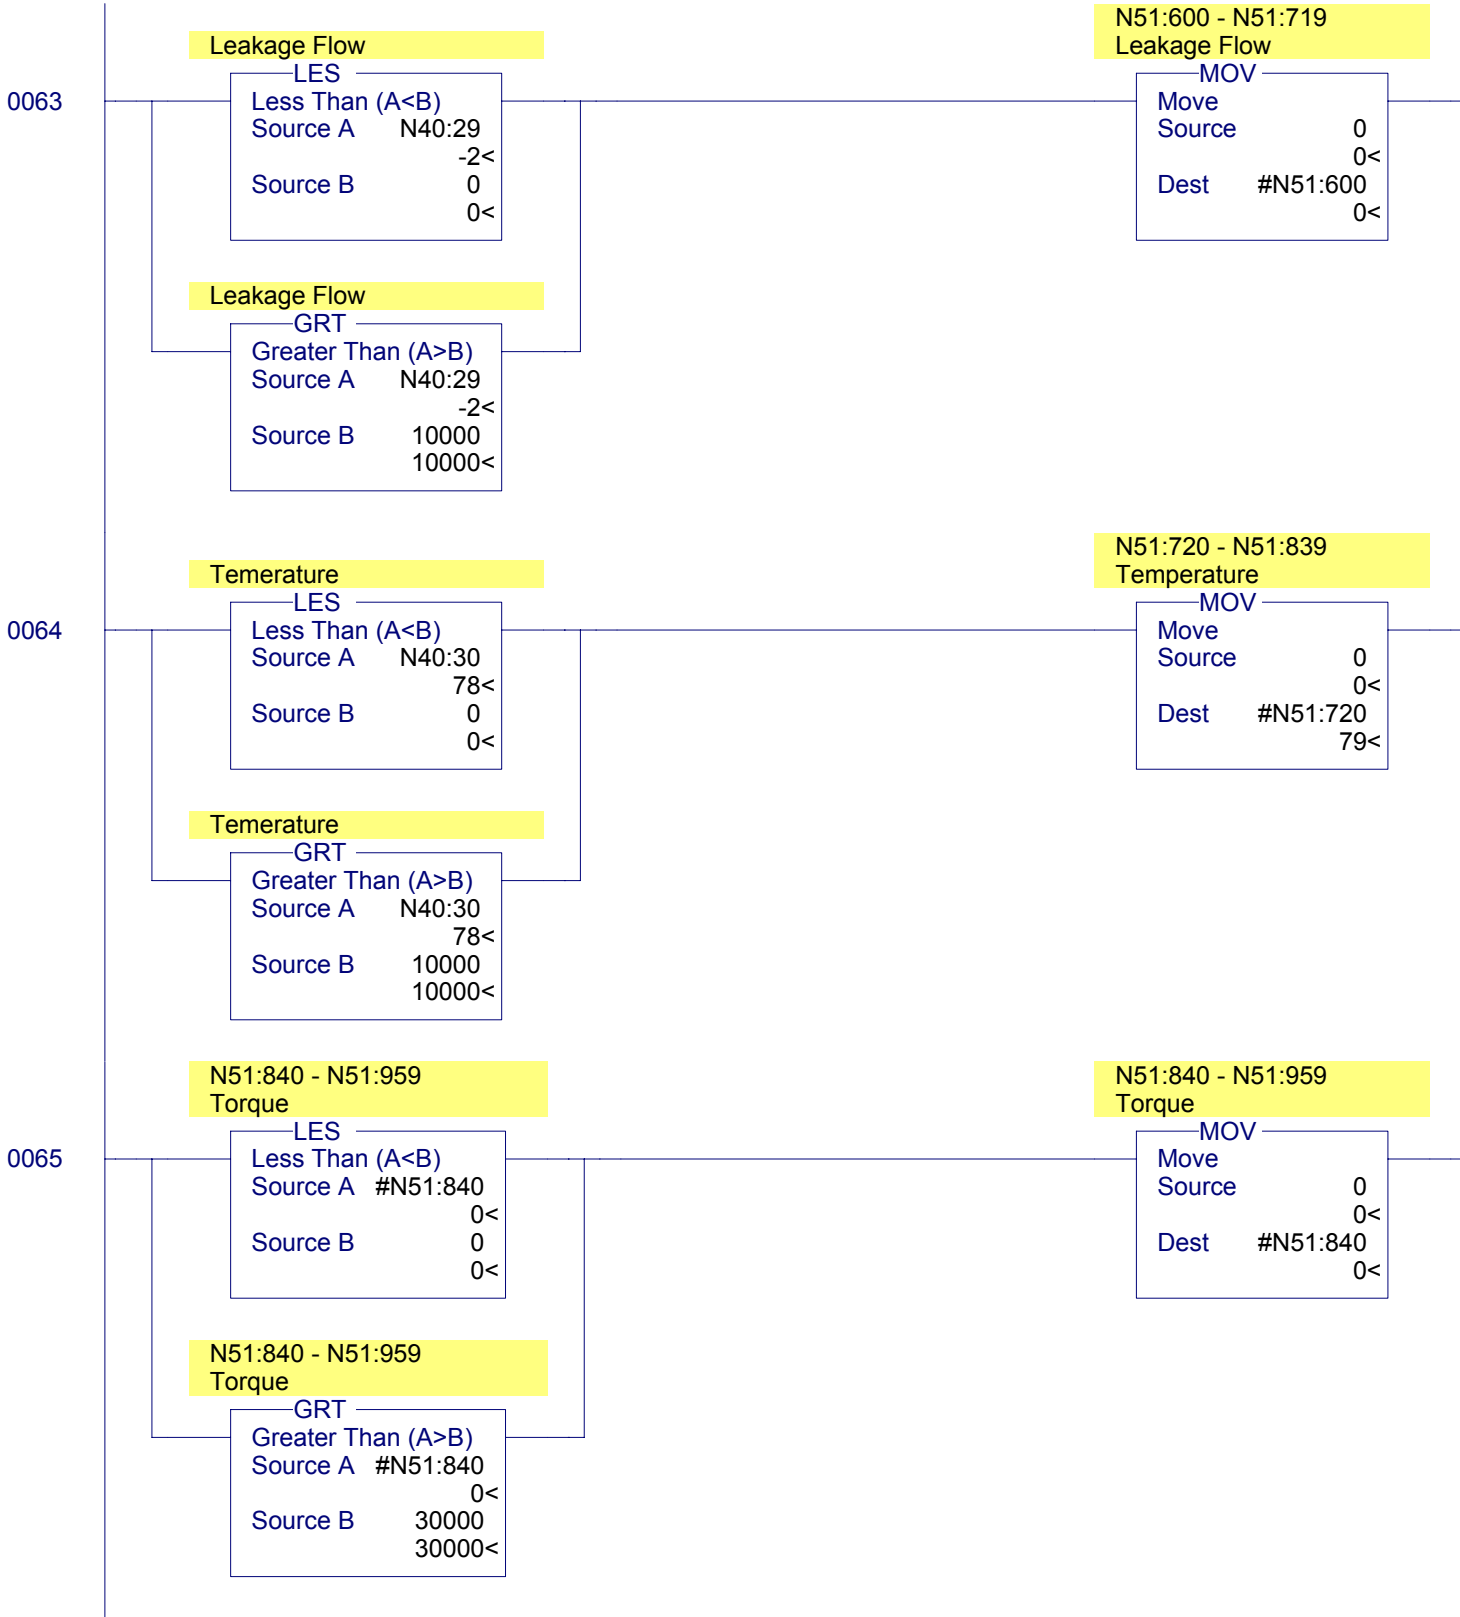 N51:600 - N51:719
Leakage Flow
Leakage Flow
LES
MOV
0063
Less Than (A<B)
Move
Source A N40:29
Source 0
-2<
0<
Source B 0
Dest #N51:600
0<
0<
Leakage Flow
GRT
Greater Than (A>B)
Source A N40:29
-2<
Source B 10000
10000<
N51:720 - N51:839
Temerature
Temperature
LES
MOV
0064
Less Than (A<B)
Move
Source A N40:30
Source 0
78<
0<
Source B 0
Dest #N51:720
0<
79<
Temerature
GRT
Greater Than (A>B)
Source A N40:30
78<
Source B 10000
10000<
N51:840 - N51:959
Torque
N51:840 - N51:959
Torque
LES
MOV
0065
Less Than (A<B)
Move
Source A #N51:840
Source 0
0<
0<
Source B 0
Dest #N51:840
0<
0<
N51:840 - N51:959
Torque
GRT
Greater Than (A>B)
Source A #N51:840
0<
Source B 30000
30000<